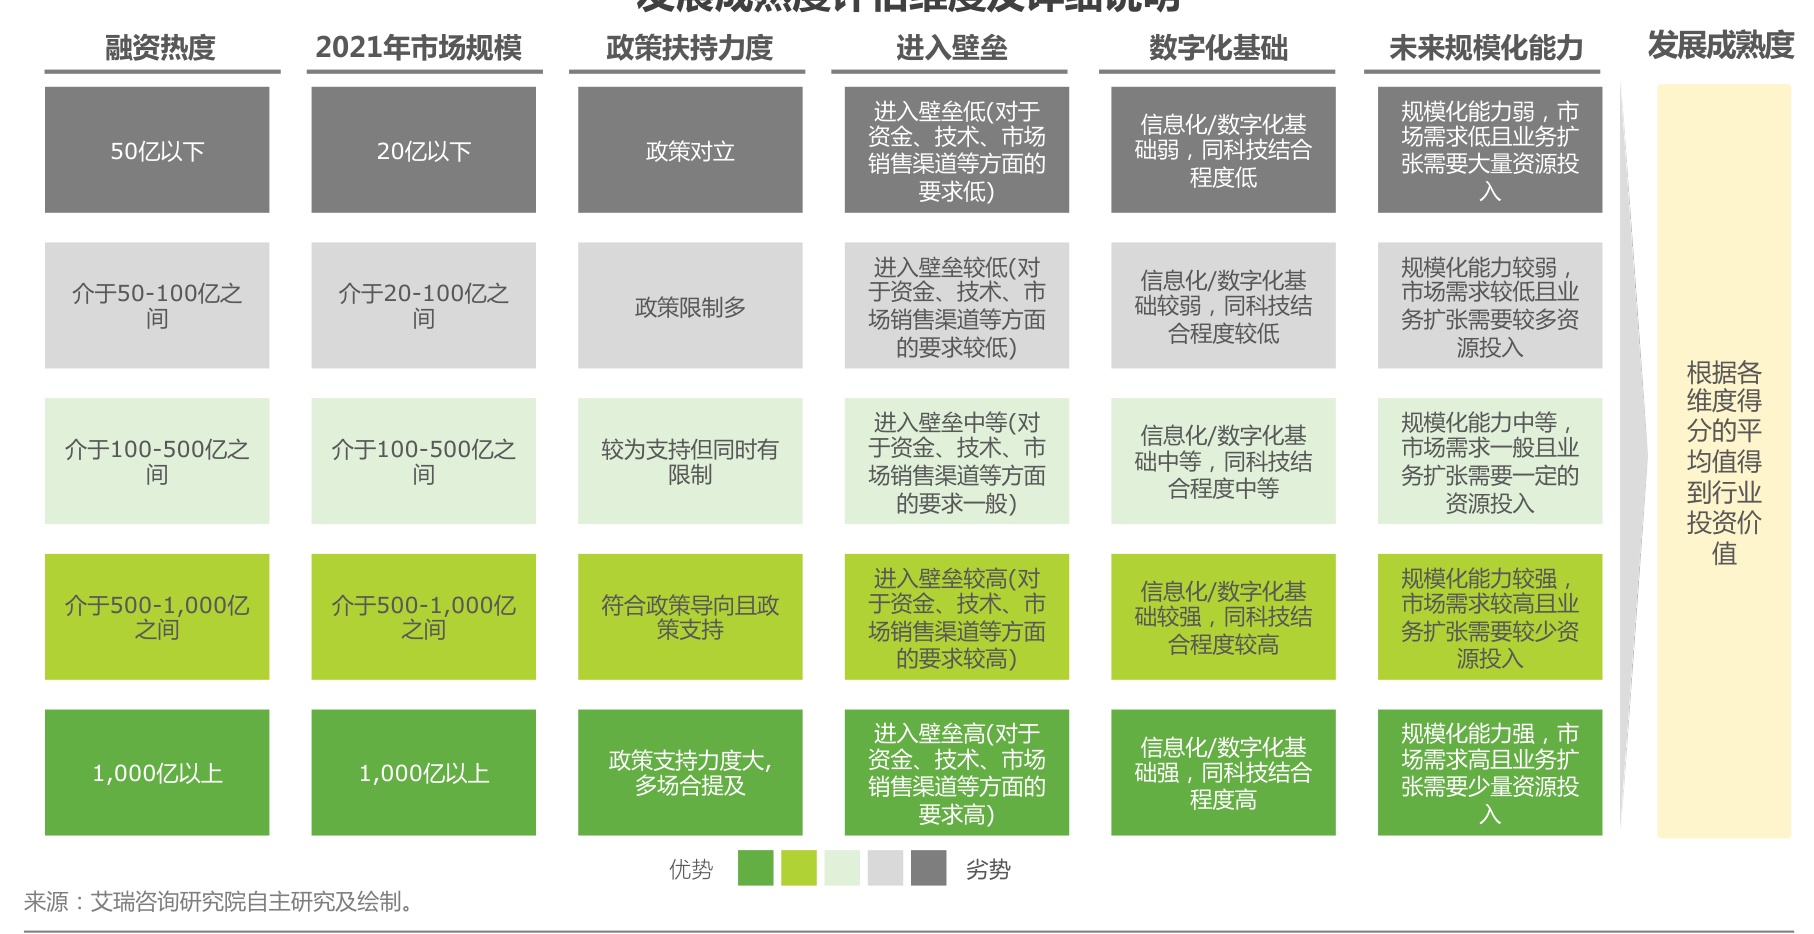 发展成熟度评估维度及详细说明
融资热度
2021年市场规模
政策扶持力度
进入壁垒
数字化基础
未来规模化能力
发展成熟度
50亿以下
20亿以下
政策对立
进入壁垒低(对于
资金、技术、市场
销售渠道等方面的
要求低)
信息化/数字化基
础弱，同科技结合
程度低
规模化能力弱，市
场需求低且业务扩
张需要大量资源投
入
介于50-100亿之
间
介于20-100亿之
间
政策限制多
进入壁垒较低(对
于资金、技术、市
场销售渠道等方面
的要求较低)
信息化/数字化基
础较弱，同科技结
合程度较低
规模化能力较弱，
市场需求较低且业
务扩张需要较多资
源投入
介于100-500亿之
间
介于100-500亿之
间
较为支持但同时有
限制
进入壁垒中等(对
于资金、技术、市
场销售渠道等方面
的要求一般)
信息化/数字化基
础中等，同科技结
合程度中等
规模化能力中等，
市场需求一般且业
务扩张需要一定的
资源投入
介于500-1,000亿
之间
介于500-1,000亿
之间
符合政策导向且政
策支持
进入壁垒较高(对
于资金、技术、市
场销售渠道等方面
的要求较高)
信息化/数字化基
础较强，同科技结
合程度较高
规模化能力较强，
市场需求较高且业
务扩张需要较少资
源投入
1,000亿以上
1,000亿以上
政策支持力度大,
多场合提及
进入壁垒高(对于
资金、技术、市场
销售渠道等方面的
要求高)
信息化/数字化基
础强，同科技结合
程度高
规模化能力强，市
场需求高且业务扩
张需要少量资源投
入
根据各
维度得
分的平
均值得
到行业
投资价
值
优势
劣势
来源：艾瑞咨询研究院自主研究及绘制。